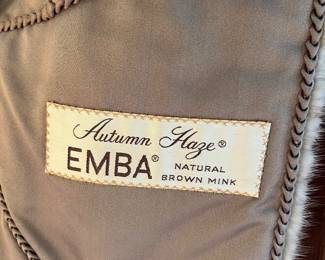 Autumn Haze®
EMBA® NATURAL
BROWN MINK